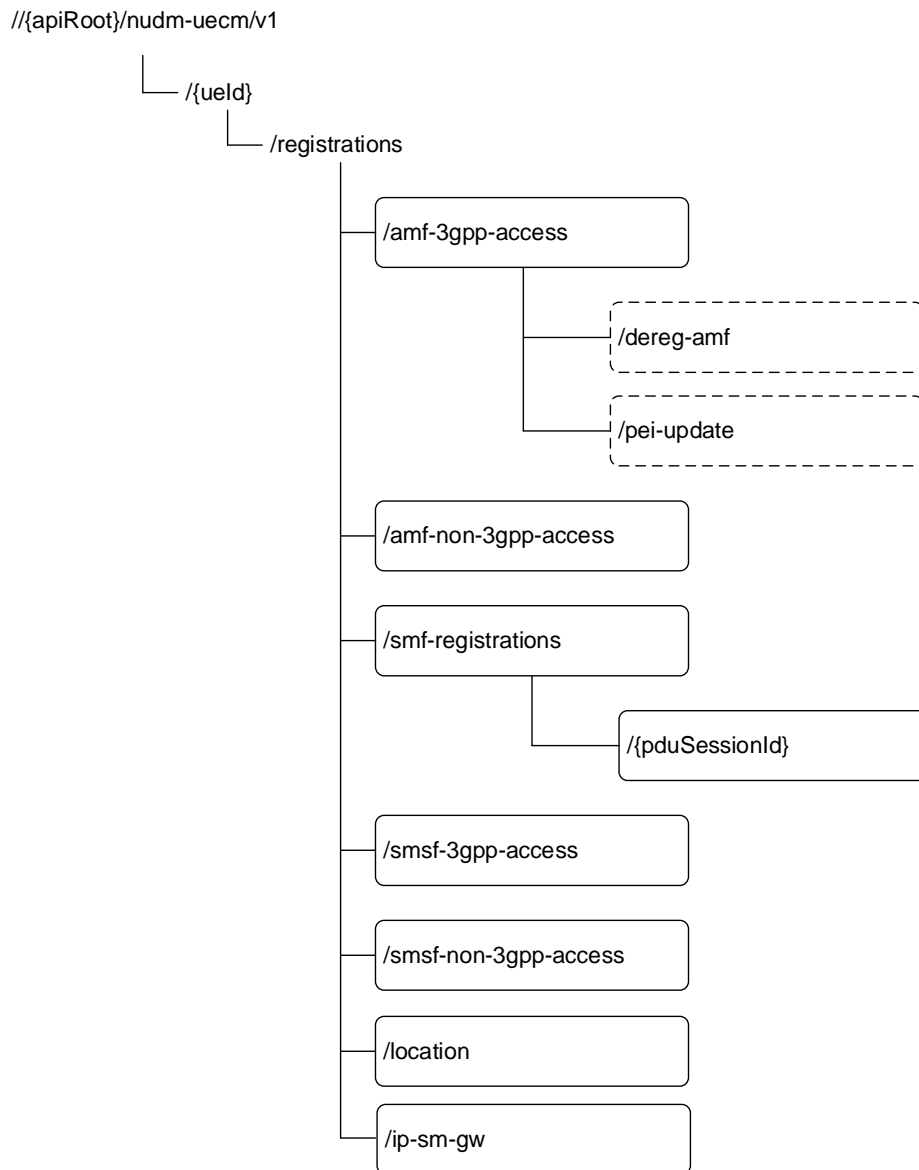 //{apiRoot}/nudm-uecm/v1
/{ueId}
/registrations
/amf-3gpp-access
/dereg-amf
/pei-update
/amf-non-3gpp-access
/smf-registrations
/{pduSessionId}
/smsf-3gpp-access
/smsf-non-3gpp-access
/location
/ip-sm-gw